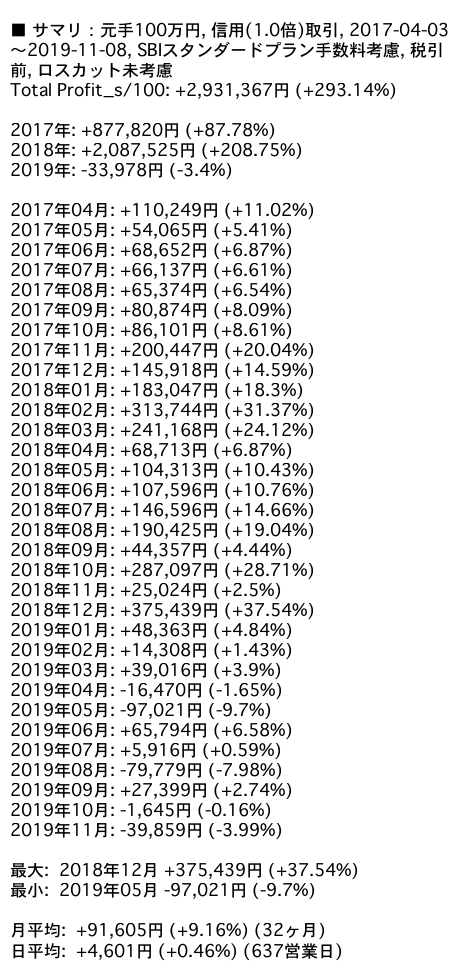 ■ サマリ：元手100万円, 信用(1.0倍)取引, 2017-04-03
〜2019-11-08, SBIスタンダードプラン手数料考慮, 税引
前, ロスカット未考慮
Total Profit_s/100: +2,931,367円 (+293.14%)
2017年: +877,820円 (+87.78%)
2018年: +2,087,525円 (+208.75%)
2019年: -33,978円 (-3.4%)
2017年04月: +110,249円 (+11.02%)
2017年05月: +54,065円 (+5.41%)
2017年06月: +68,652円 (+6.87%)
2017年07月: +66,137円 (+6.61%)
2017年08月: +65,374円 (+6.54%)
2017年09月: +80,874円 (+8.09%)
2017年10月: +86,101円 (+8.61%)
2017年11月: +200,447円 (+20.04%)
2017年12月: +145,918円 (+14.59%)
2018年01月: +183,047円 (+18.3%)
2018年02月: +313,744円 (+31.37%)
2018年03月: +241,168円 (+24.12%)
2018年04月: +68,713円 (+6.87%)
2018年05月: +104,313円 (+10.43%)
2018年06月: +107,596円 (+10.76%)
2018年07月: +146,596円 (+14.66%)
2018年08月: +190,425円 (+19.04%)
2018年09月: +44,357円 (+4.44%)
2018年10月: +287,097円 (+28.71%)
2018年11月: +25,024円 (+2.5%)
2018年12月: +375,439円 (+37.54%)
2019年01月: +48,363円 (+4.84%)
2019年02月: +14,308円 (+1.43%)
2019年03月: +39,016円 (+3.9%)
2019年04月: -16,470円 (-1.65%)
2019年05月: -97,021円 (-9.7%)
2019年06月: +65,794円 (+6.58%)
2019年07月: +5,916円 (+0.59%)
2019年08月: -79,779円 (-7.98%)
2019年09月: +27,399円 (+2.74%)
2019年10月: -1,645円 (-0.16%)
2019年11月: -39,859円 (-3.99%)
最大:  2018年12月 +375,439円 (+37.54%)
最小:  2019年05月 -97,021円 (-9.7%)
月平均:  +91,605円 (+9.16%) (32ヶ月)
日平均:  +4,601円 (+0.46%) (637営業日)